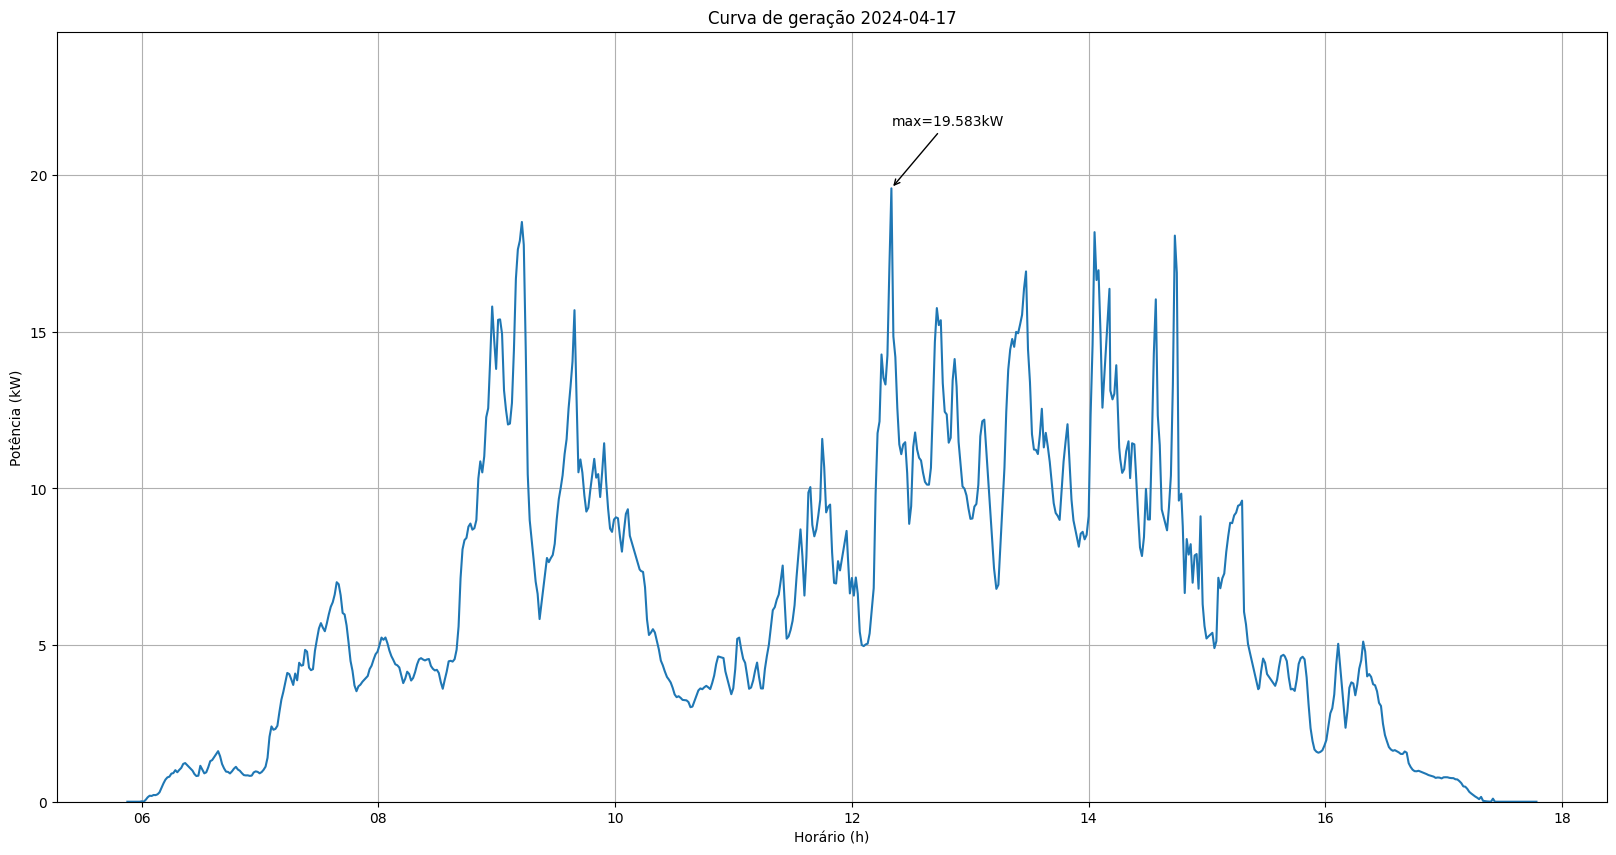 Curva de geração 2024-04-17
max=19.583kW
20
15
10
5
0
Potência (kW)
06 08 10 12 14 16 18
Horário (h)